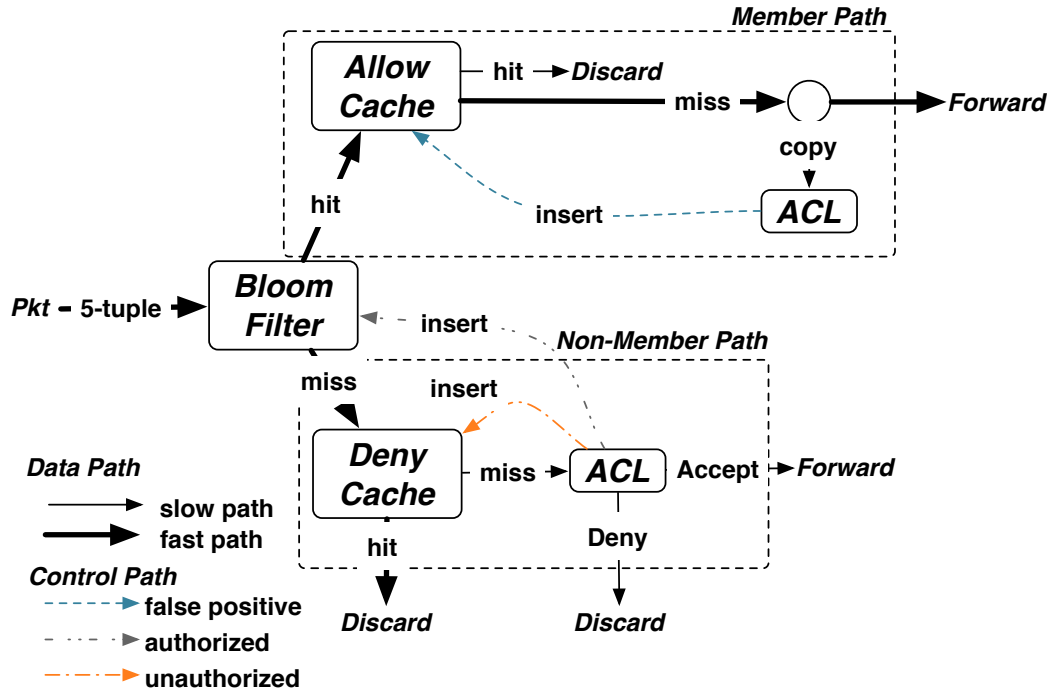 Member Path
Allow
Cache
hit
Discard
miss
Forward
copy
ACL
insert
hit
Pkt
5-tuple
Bloom
Filter
insert
Non-Member Path
miss
insert
Deny
Cache
miss
ACL
Accept
Forward
hit
Deny
Discard
Discard
Data Path
slow path
fast path
Control Path
false positive
authorized
unauthorized